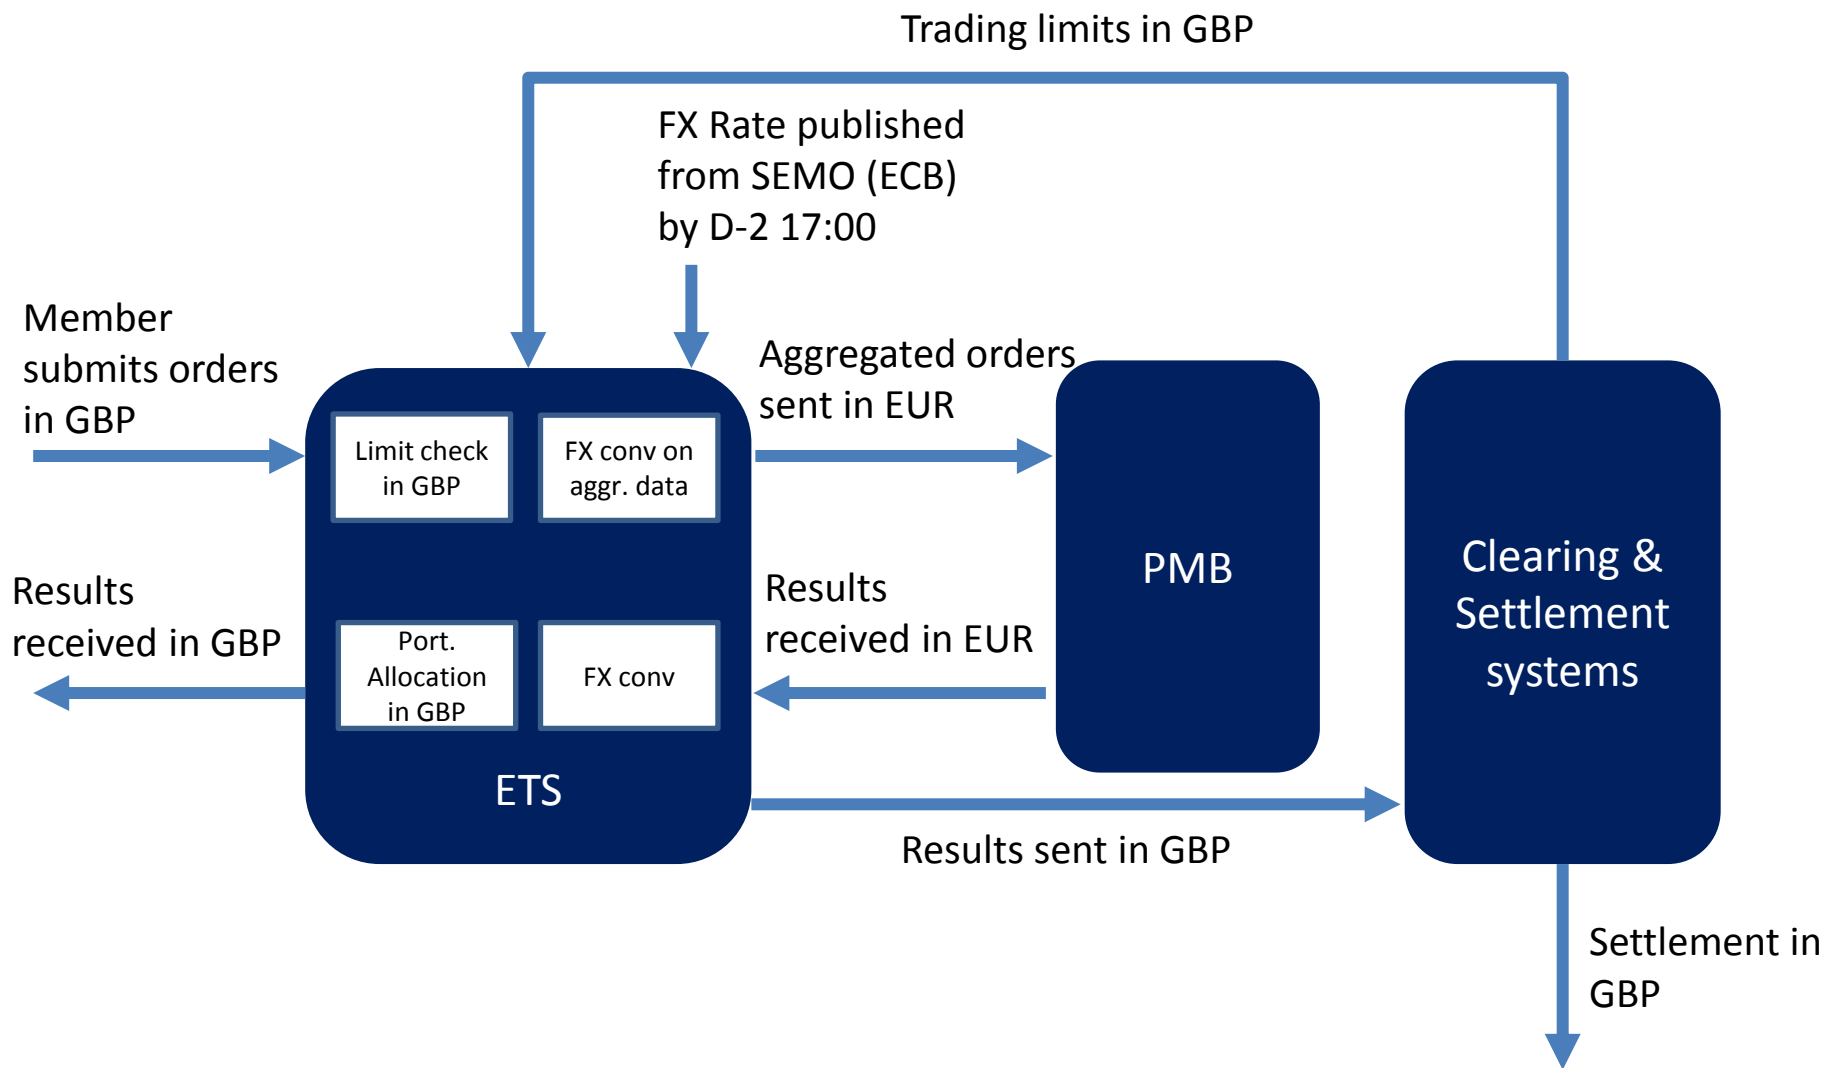 Trading limits in GBP
FX Rate published
from SEMO (ECB)
by D-2 17:00
Member
submits orders
in GBP
Aggregated orders
sent in EUR
Limit check
in GBP
FX conv on
aggr. data
PMB
Clearing &
Settlement
systems
Results
received in GBP
Results
received in EUR
Port.
Allocation
in GBP
FX conv
ETS
Results sent in GBP
Settlement in
GBP